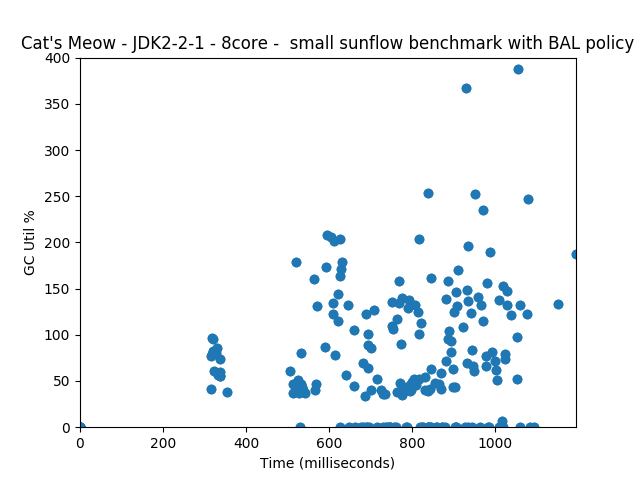 Cat's Meow - JDK2-2-1 - 8core -  small sunflow benchmark with BAL policy
400
350
300
250
200
150
100
50
0
GC Util %
0 200 400 600 800 1000
Time (milliseconds)